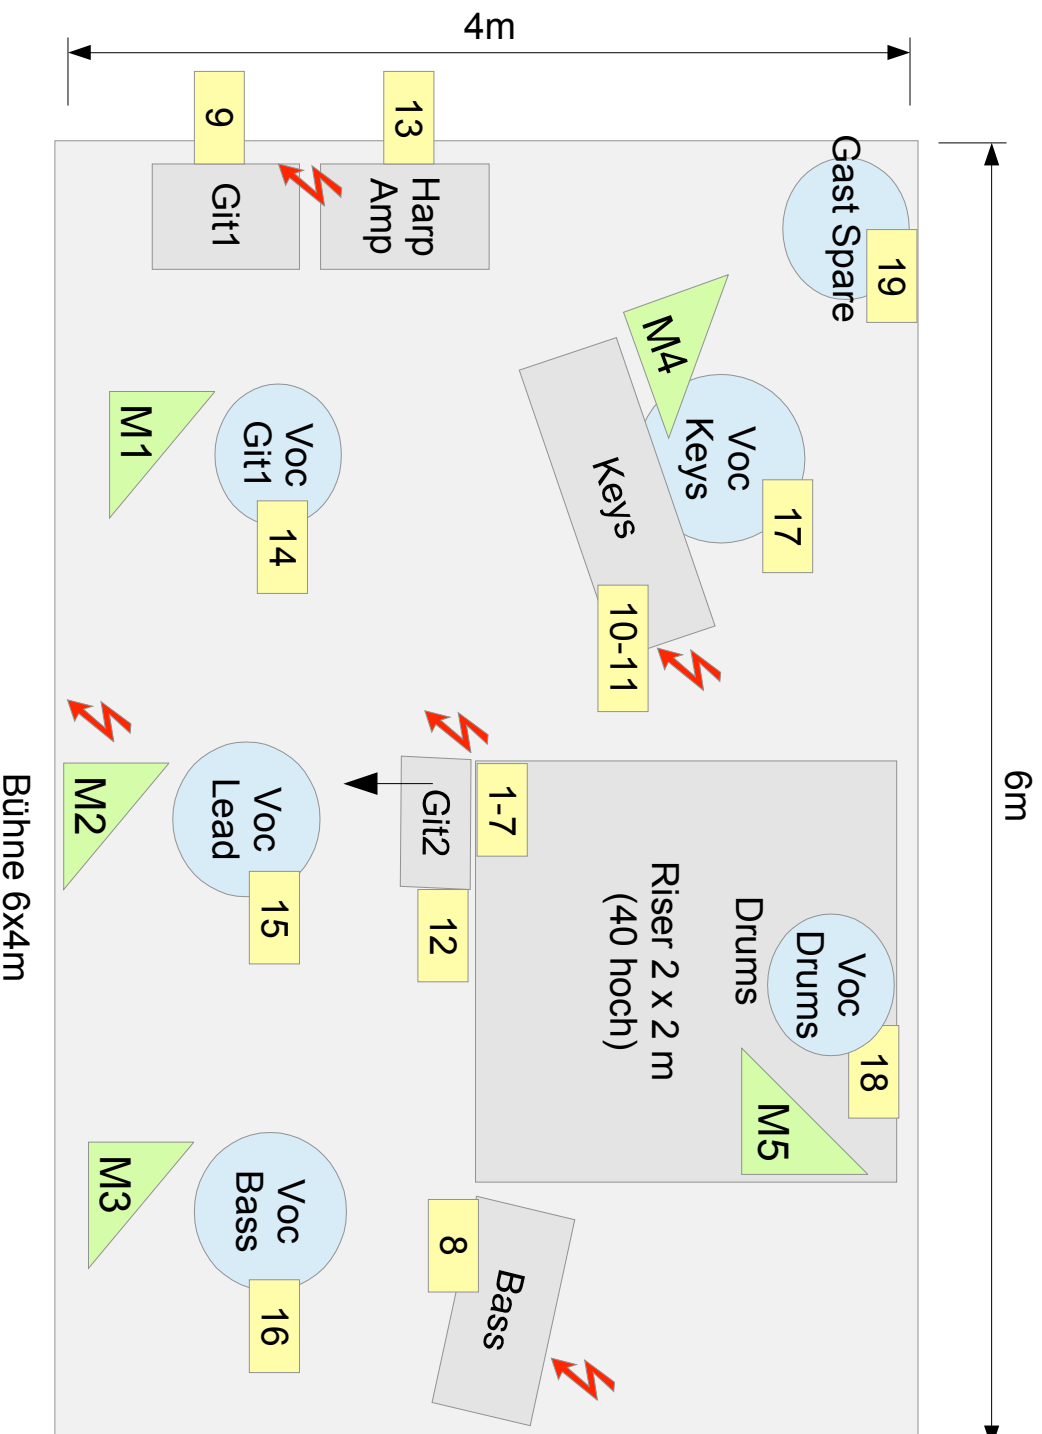 4m
6m
Bühne 6x4m
9
Git1
13
Harp
Amp
Gast Spare
19
M4
Voc
Keys
17
Keys
10-11
M1
Voc
Git1
14
M2
Voc
Lead
15
Git2
12
1-7
Riser 2 x 2 m
(40 hoch)
Drums
Voc
Drums
18
M5
M3
Voc
Bass
16
8
Bass